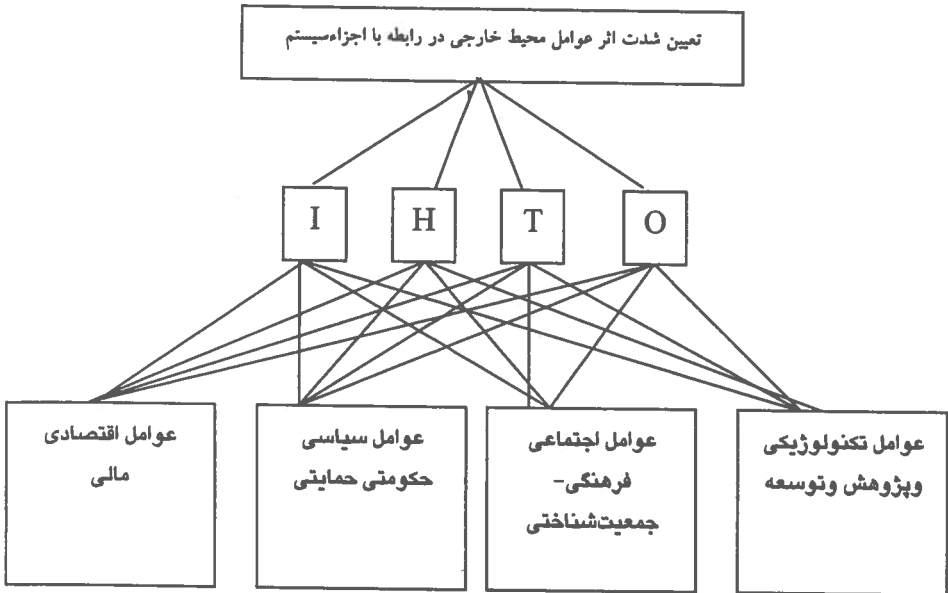 تعیین شدت اثر عوامل محیط خارجی در رابطه با اجزاءسیستم
I
H
T
O
عوامل اقتصادی
مالی
عوامل سیاسی
حکومتی حمایتی
عوامل اجتماعی
فرهنگی-
جمعیت‌شناختی
عوامل تکنولوژیکی
وپژوهش وتوسعه